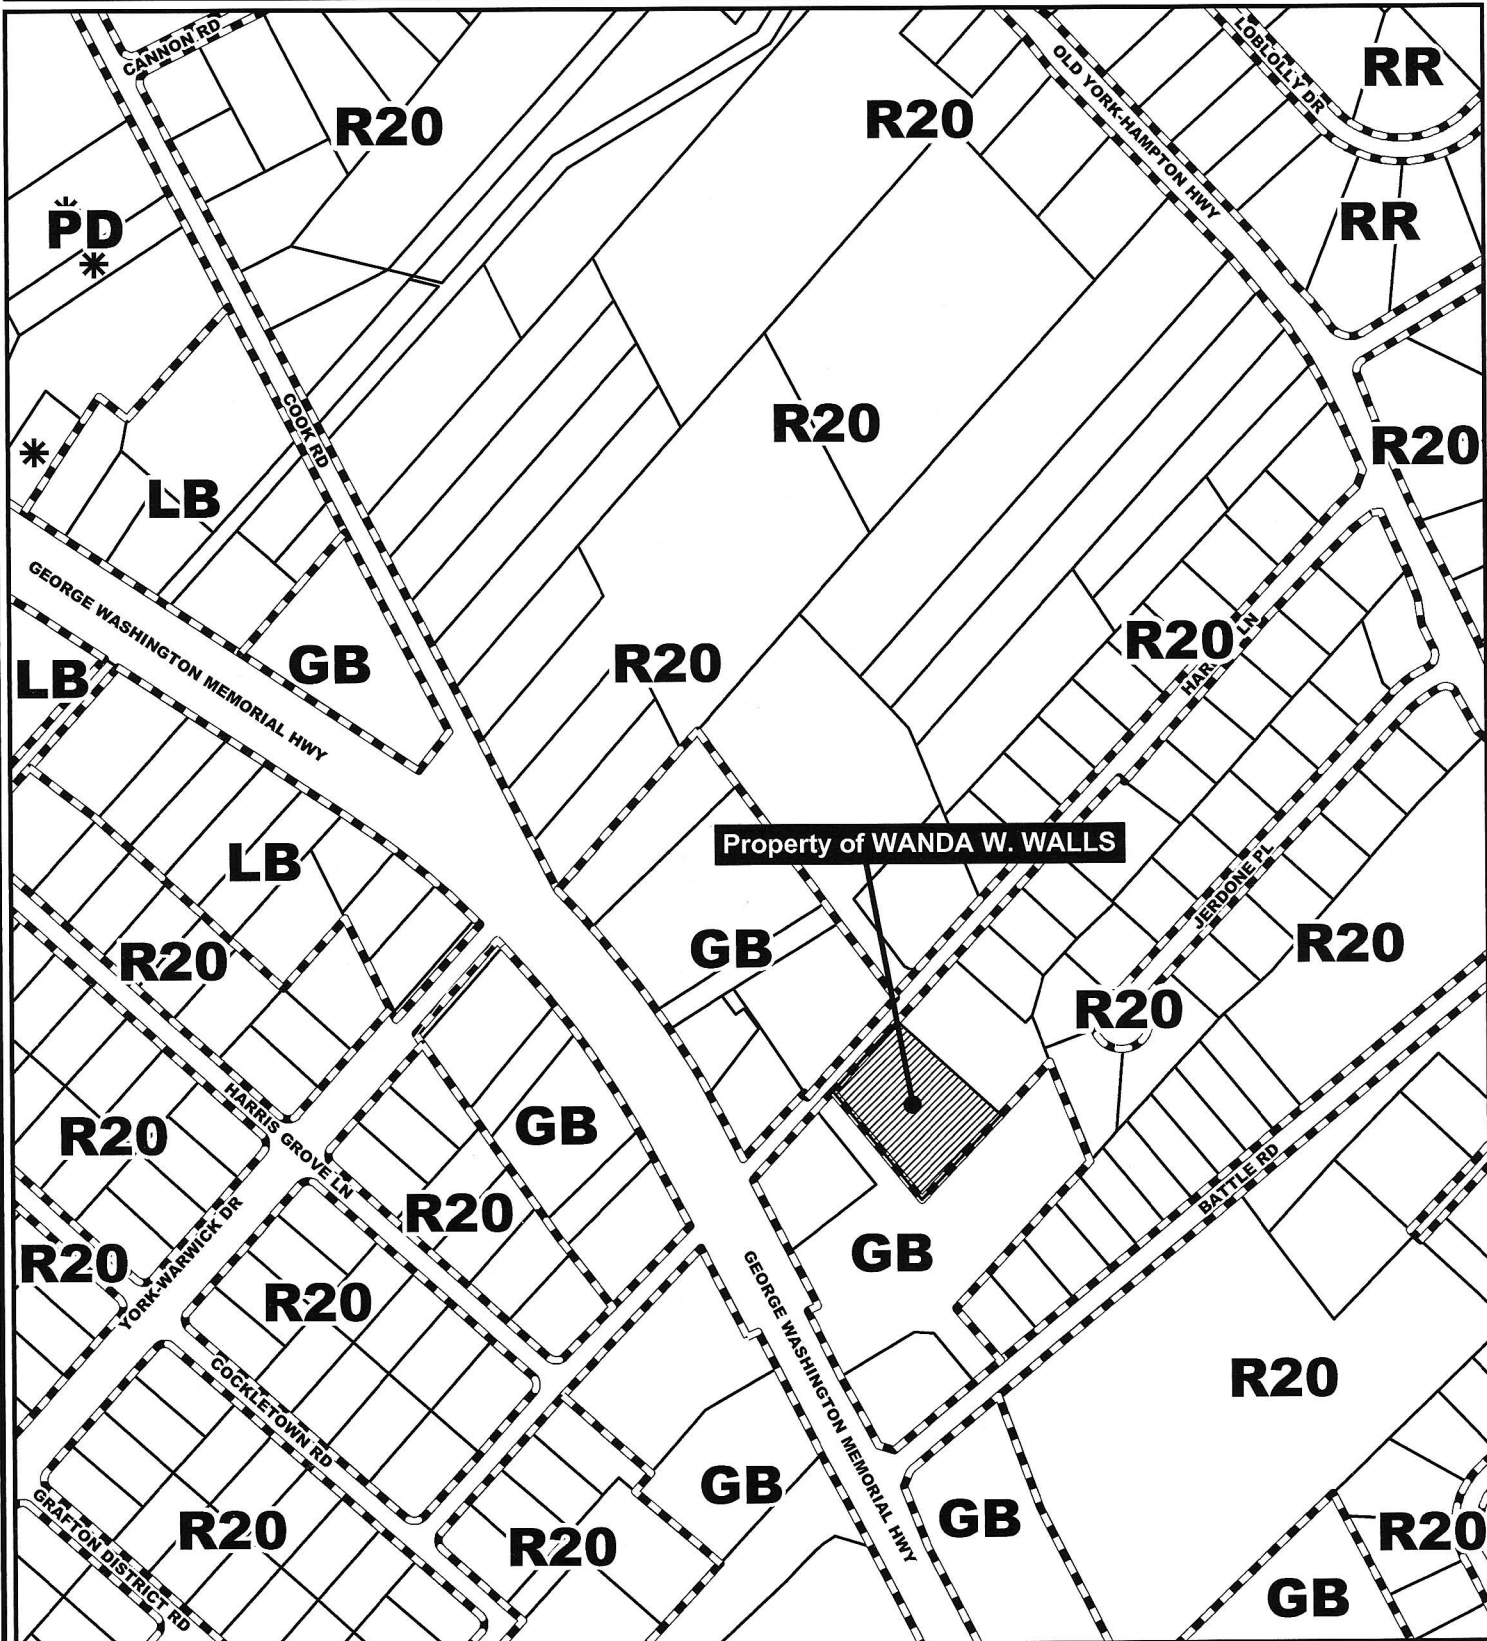 CANNON RD
R20
R20
OLD YORK-HAMPTON HWY
LOBLOLLY DR
RR
PD
RR
COOK RD
R20
R20
LB
GEORGE WASHINGTON MEMORIAL HWY
GB
LB
R20
R20
LN
Property of WANDA W. WALLS
LB
R20
GB
JERDONE PL
R20
R20
HARRIS GROVE LN
R20
GB
R20
YORK-WARWICK DR
R20
R20
GB
BATTLE RD
GEORGE WASHINGTON MEMORIAL HWY
COCKLETOWN RD
R20
GB
GB
R20
GRAFTON DISTRICT RD
R20
R20
GB